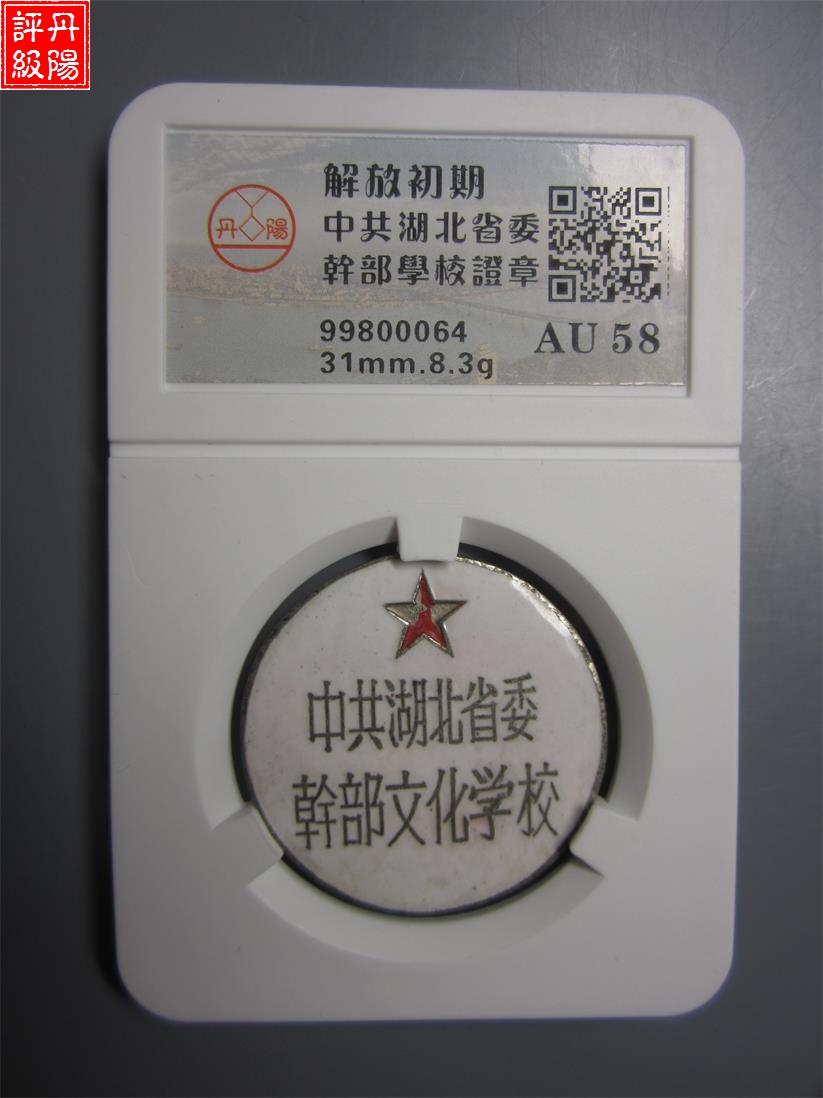 丹陽
評級
解放初期
丹陽
中共湖北省委
幹部學校證章
99800064
AU 58
31mm.8.3g
中共湖北省委
幹部文化学校